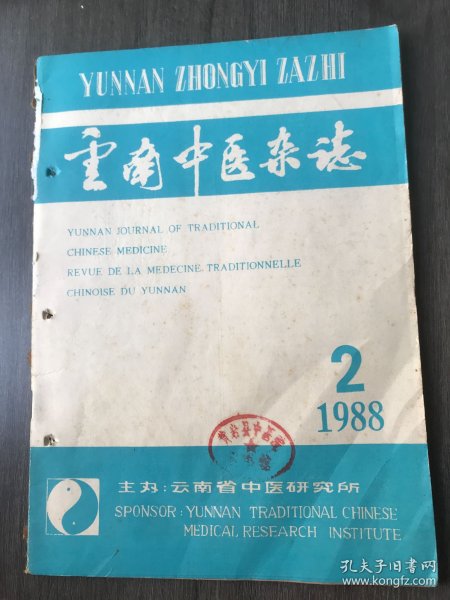 YUNNAN ZHONGYI ZAZHI
雲南中医杂志
YUNNAN JOURNAL OF TRADITIONAL
CHINESE MEDICINE
REVUE DE LA MEDECINE TRADITIONNELLE
CHINOISE DU YUNNAN
2
1988
主办:云南省中医研究所
SPONSOR: YUNNAN TRADITIONAL CHINESE
MEDICAL RESEARCH INSTITUTE
孔夫子旧书网
www.kongfz.com